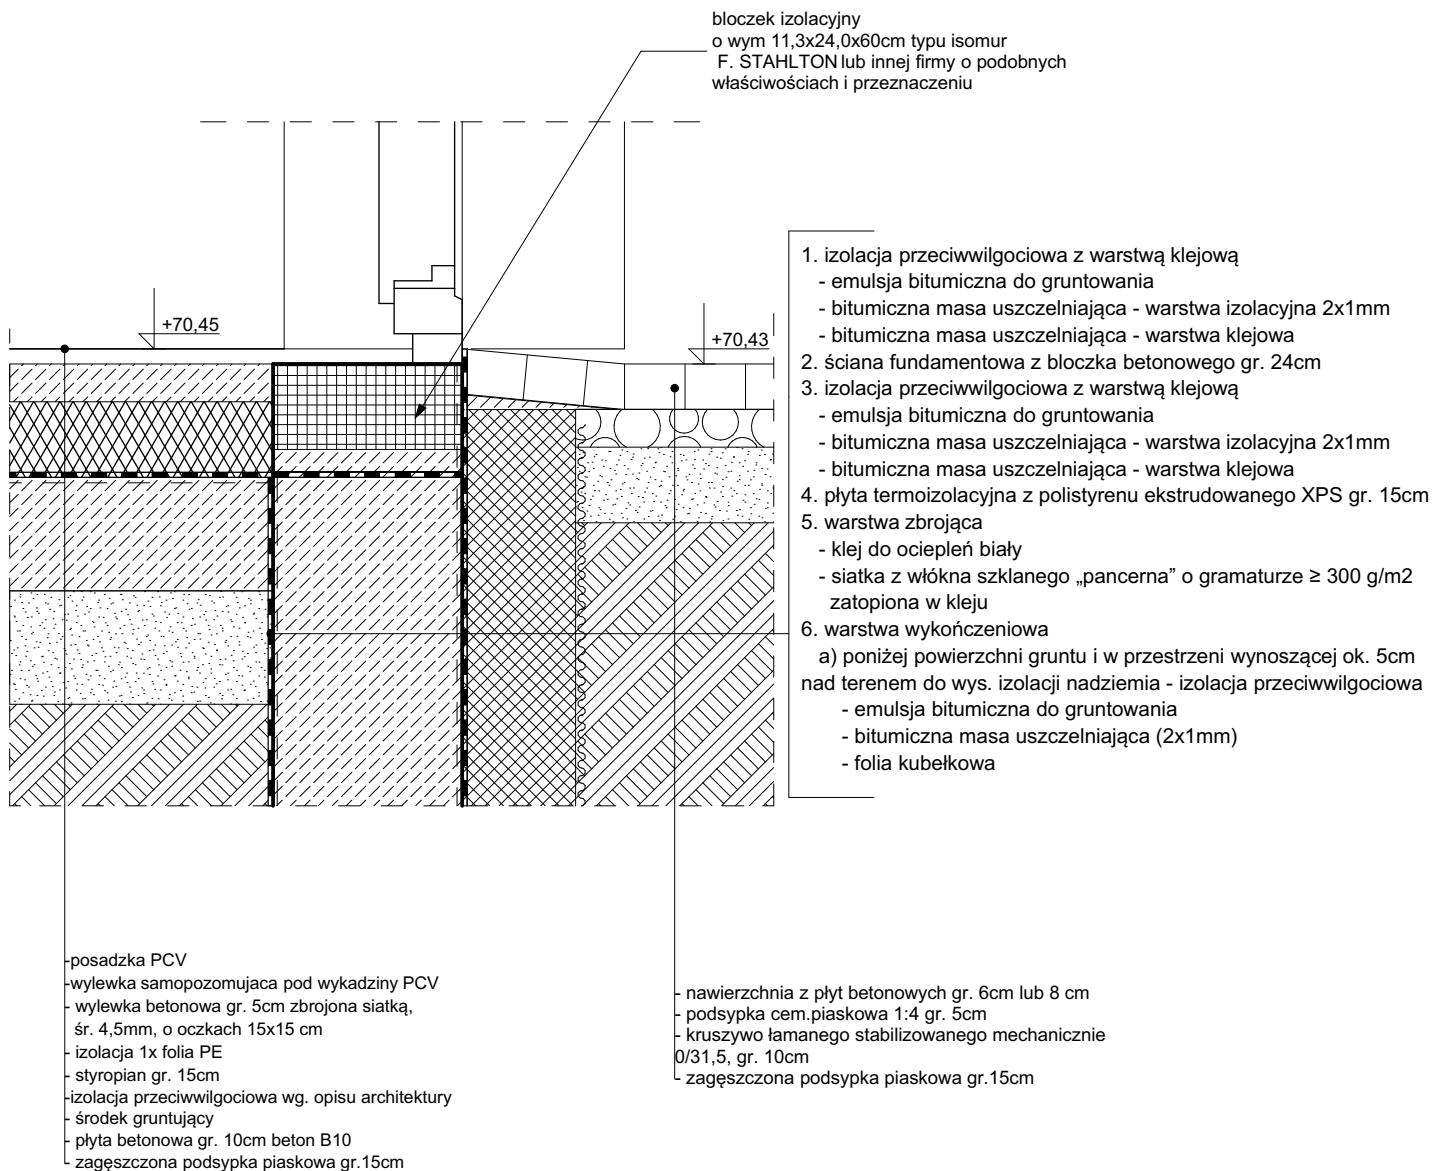 bloczek izolacyjny
o wym 11,3x24,0x60cm typu isomur
F. STAHLTON lub innej firmy o podobnych
właściwościach i przeznaczeniu
+70,45
+70,43
1. izolacja przeciwwilgociowa z warstwą klejową
- emulsja bitumiczna do gruntowania
- bitumiczna masa uszczelniająca - warstwa izolacyjna 2x1mm
- bitumiczna masa uszczelniająca - warstwa klejowa
2. ściana fundamentowa z bloczka betonowego gr. 24cm
3. izolacja przeciwwilgociowa z warstwą klejową
- emulsja bitumiczna do gruntowania
- bitumiczna masa uszczelniająca - warstwa izolacyjna 2x1mm
- bitumiczna masa uszczelniająca - warstwa klejowa
4. płyta termoizolacyjna z polistyrenu ekstrudowanego XPS gr. 15cm
5. warstwa zbrojąca
- klej do ociepleń biały
- siatka z włókna szklanego „pancerna” o gramaturze ≥ 300 g/m2
zatopiona w kleju
6. warstwa wykończeniowa
a) poniżej powierzchni gruntu i w przestrzeni wynoszącej ok. 5cm
nad terenem do wys. izolacji nadziemia - izolacja przeciwwilgociowa
- emulsja bitumiczna do gruntowania
- bitumiczna masa uszczelniająca (2x1mm)
- folia kubełkowa
-posadzka PCV
-wylewka samopozomujaca pod wykadziny PCV
- wylewka betonowa gr. 5cm zbrojona siatką,
śr. 4,5mm, o oczkach 15x15 cm
- izolacja 1x folia PE
- styropian gr. 15cm
-izolacja przeciwwilgociowa wg. opisu architektury
- środek gruntujący
- płyta betonowa gr. 10cm beton B10
- zagęszczona podsypka piaskowa gr.15cm
- nawierzchnia z płyt betonowych gr. 6cm lub 8 cm
- podsypka cem.piaskowa 1:4 gr. 5cm
- kruszywo łamanego stabilizowanego mechanicznie
0/31,5, gr. 10cm
- zagęszczona podsypka piaskowa gr.15cm